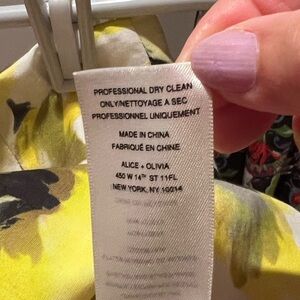 PROFESSIONAL DRY CLEAN
ONLY/NETTOYAGE A SEC
PROFESSIONNEL UNIQUEMENT
MADE IN CHINA
FABRIQUÉ EN CHINE
ALICE + OLIVIA
450 W 14TH ST 11FL
NEW YORK, NY 10014